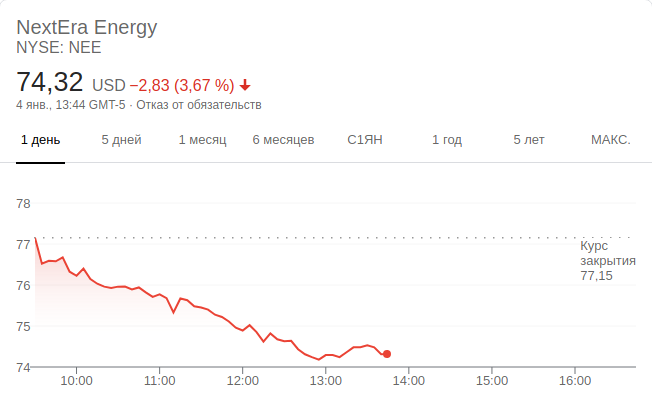 NextEra Energy
NYSE: NEE
74,32 USD −2,83 (3,67 %)
4 янв., 13:44 GMT-5 · Отказ от обязательств
1 день 5 дней 1 месяц 6 месяцев С1ЯН 1 год 5 лет МАКС.
78
77
Курс
закрытия
77,15
76
75
74
10:00 11:00 12:00 13:00 14:00 15:00 16:00